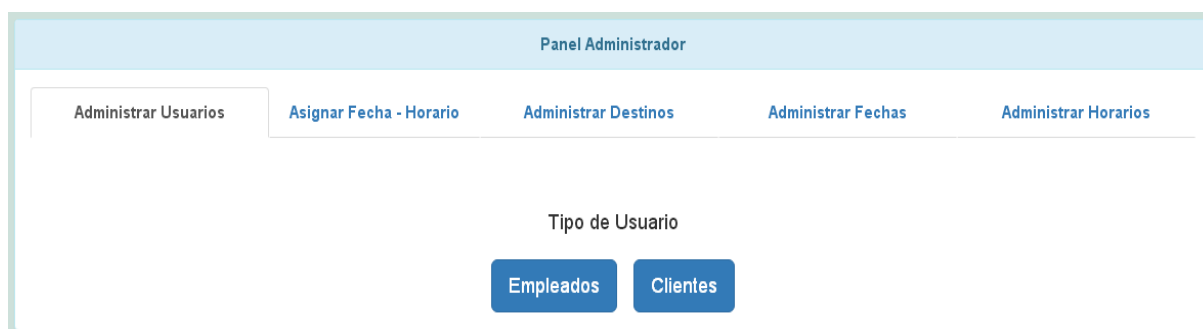 Panel Administrador
Administrar Usuarios Asignar Fecha - Horario Administrar Destinos Administrar Fechas Administrar Horarios
Tipo de Usuario
Empleados Clientes